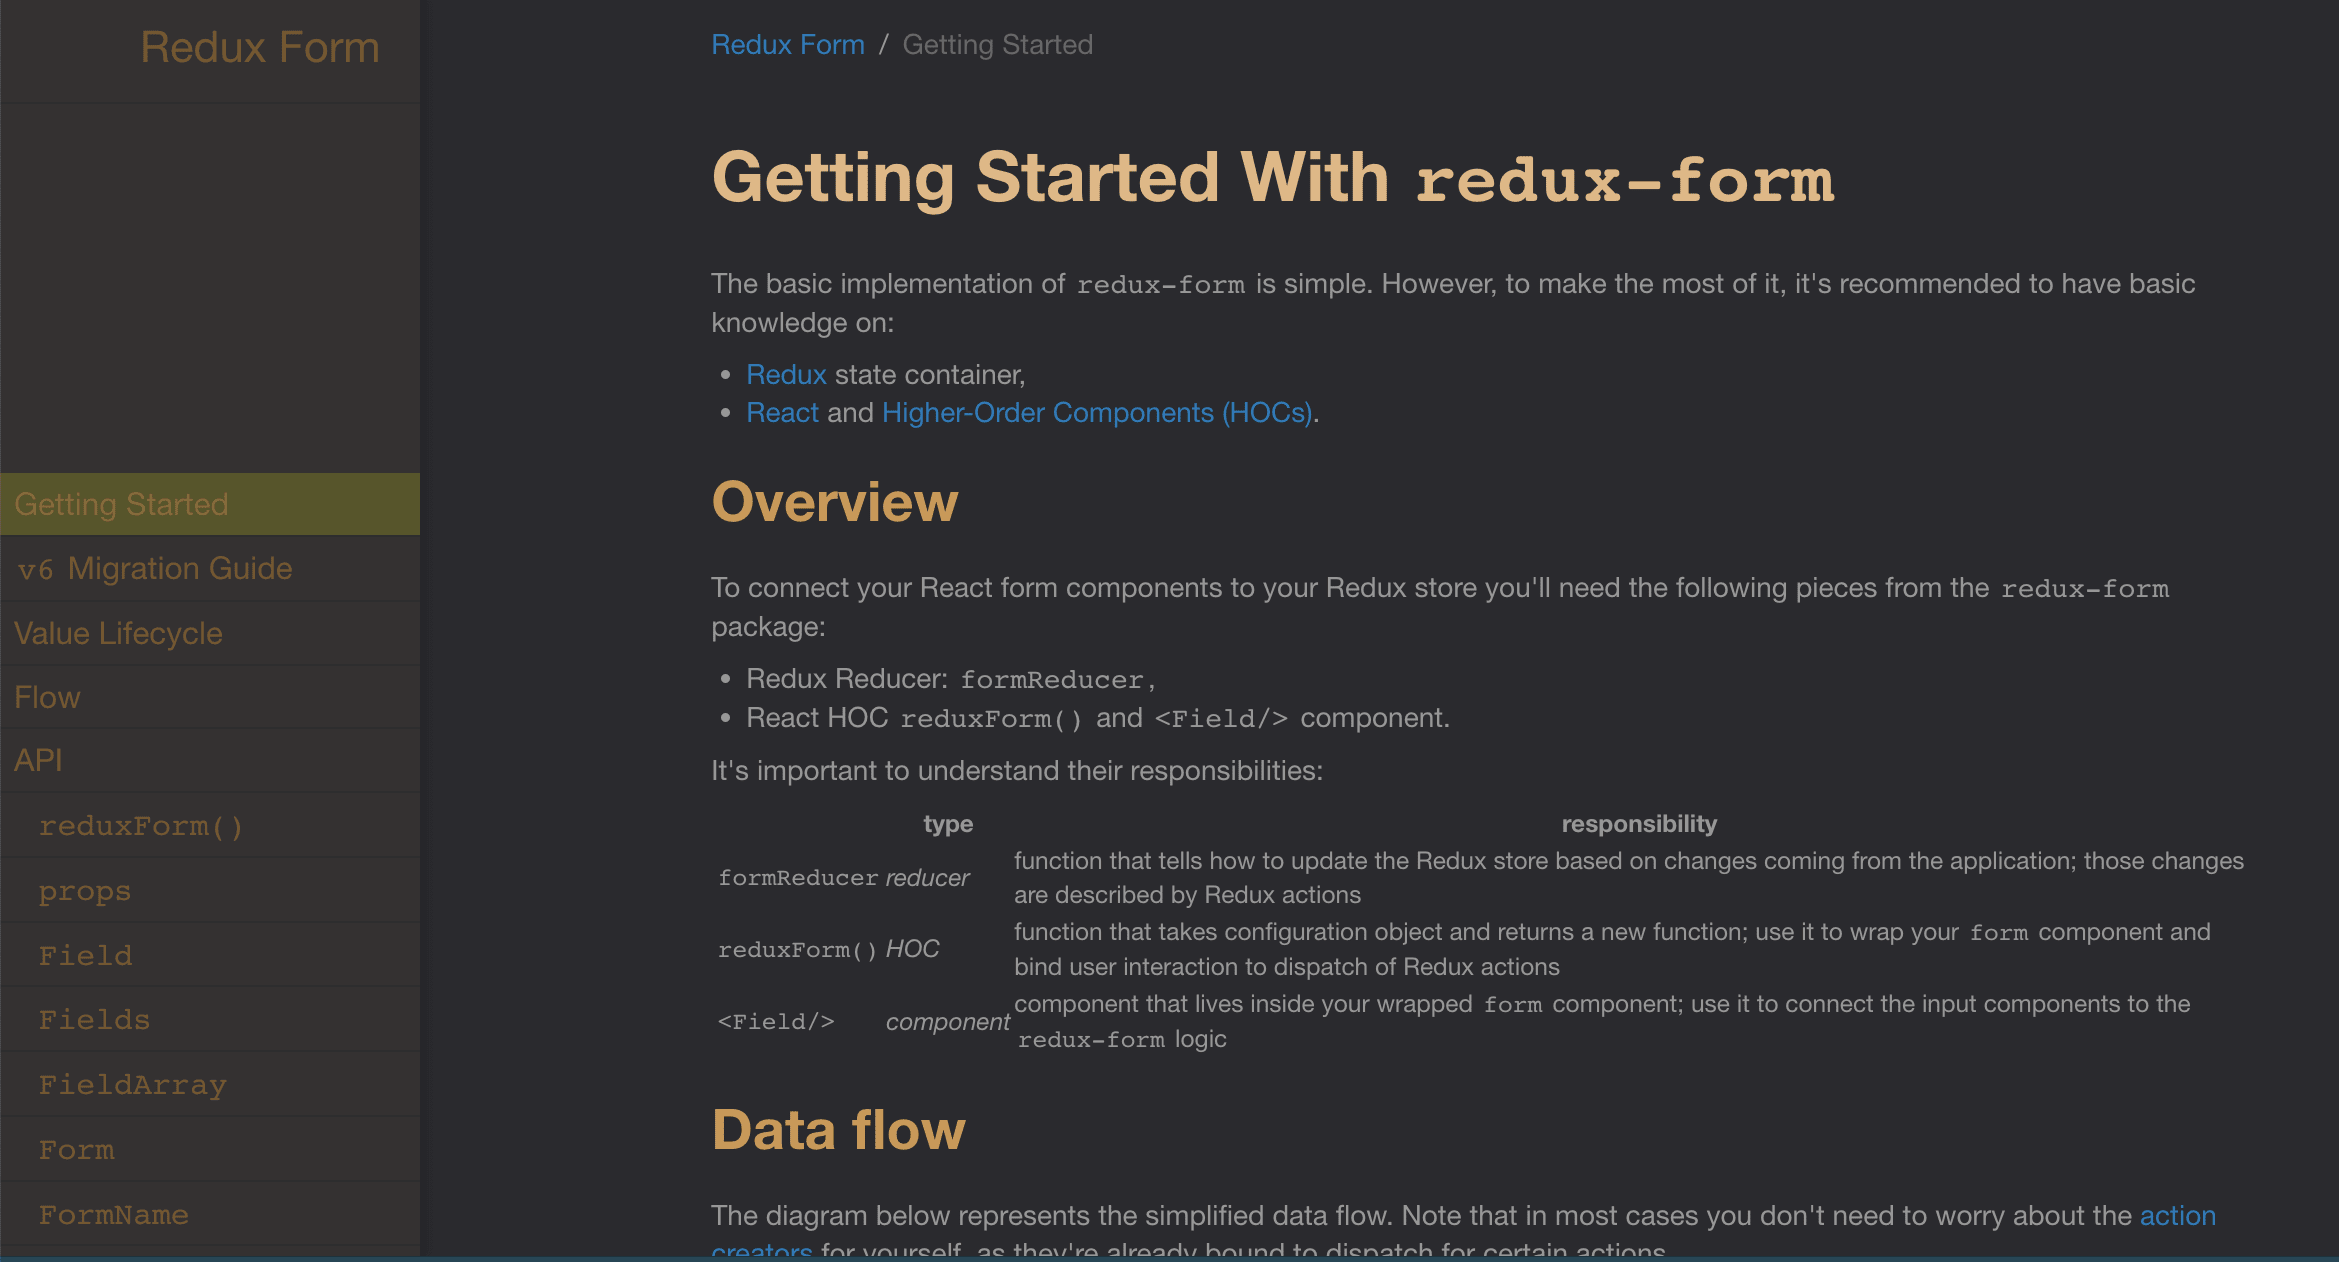 Redux Form
Getting Started
v6 Migration Guide
Value Lifecycle
Flow
API
reduxForm()
props
Field
Fields
FieldArray
Form
FormName
Redux Form / Getting Started
Getting Started With redux-form
The basic implementation of redux-form is simple. However, to make the most of it, it's recommended to have basic
knowledge on:
• Redux state container,
• React and Higher-Order Components (HOCs).
Overview
To connect your React form components to your Redux store you'll need the following pieces from the redux-form
package:
• Redux Reducer: formReducer,
• React HOC reduxForm() and <Field/> component.
It's important to understand their responsibilities:
type responsibility
formReducer reducer function that tells how to update the Redux store based on changes coming from the application; those changes
are described by Redux actions
reduxForm() HOC function that takes configuration object and returns a new function; use it to wrap your form component and
bind user interaction to dispatch of Redux actions
<Field/> component component that lives inside your wrapped form component; use it to connect the input components to the
redux-form logic
Data flow
The diagram below represents the simplified data flow. Note that in most cases you don't need to worry about the action
creators for yourself, as they're already bound to dispatch for certain actions.